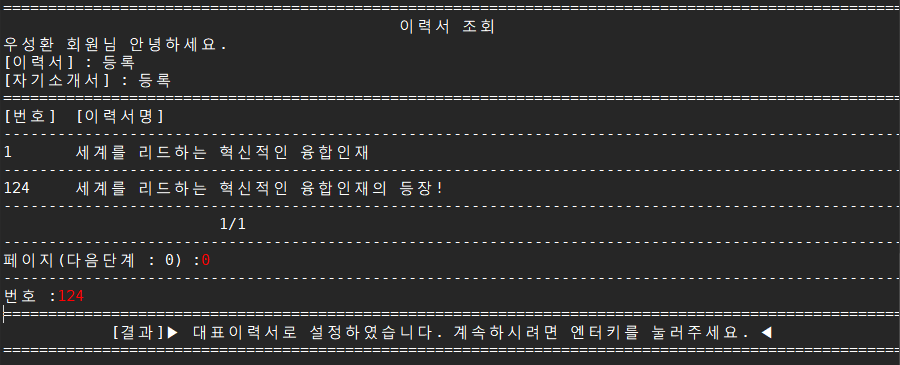 이력서 조회
우성환 회원님 안녕하세요.
[이력서] : 등록
[자기소개서] : 등록
[번호] [이력서명]
1 세계를 리드하는 혁신적인 융합인재
124 세계를 리드하는 혁신적인 융합인재의 등장!
1/1
페이지(다음단계 : 0) :0
번호 :124
[결과]▶ 대표이력서로 설정하였습니다. 계속하시려면 엔터키를 눌러주세요. ◀